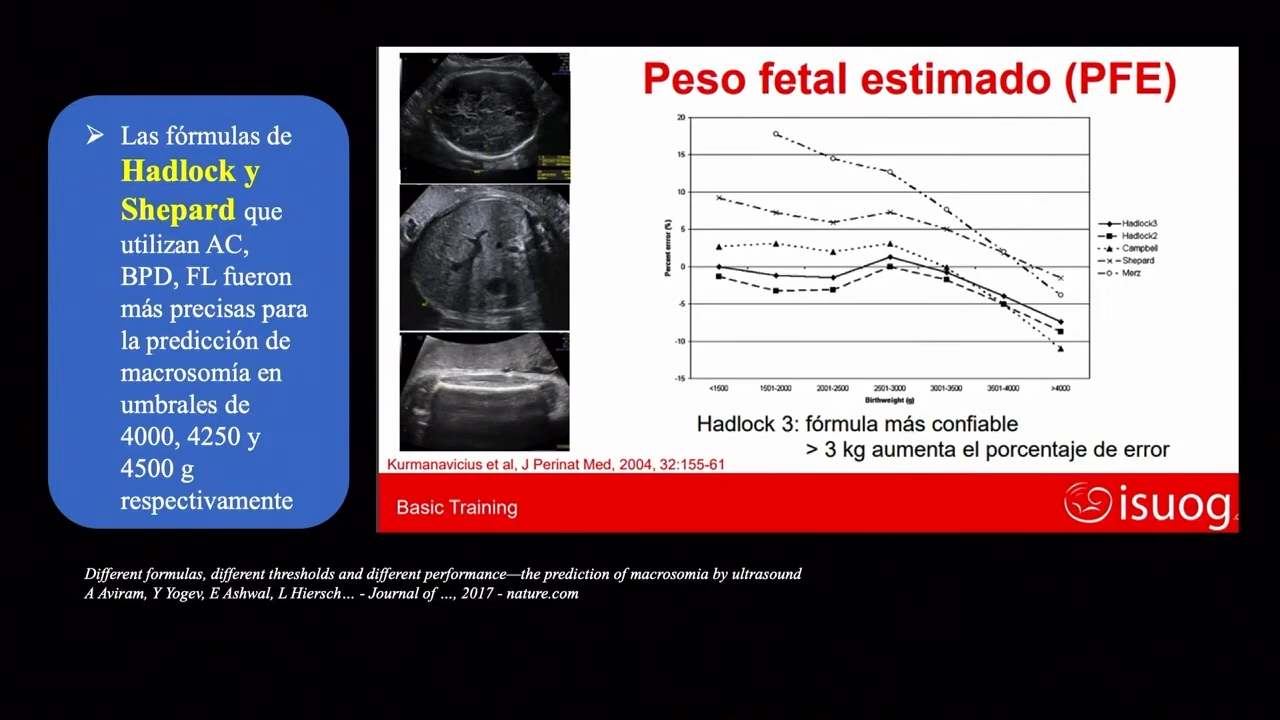 ➢ Las fórmulas de
Hadlock y
Shepard que
utilizan AC,
BPD, FL fueron
más precisas para
la predicción de
macrosomía en
umbrales de
4000, 4250 y
4500 g
respectivamente
Peso fetal estimado (PFE)
20
15
10
5
0
-5
-10
-15
Percent error (%)
<1500
1501-2000
2001-2500
2501-3000
3001-3500
3501-4000
>4000
Birthweight (g)
Hadlock3
Hadlock2
Campbell
Shepard
Merz
Hadlock 3: fórmula más confiable
> 3 kg aumenta el porcentaje de error
Kurmanavicius et al, J Perinat Med, 2004, 32:155-61
Basic Training
isuog
Different formulas, different thresholds and different performance—the prediction of macrosomia by ultrasound
A Aviram, Y Yogev, E Ashwal, L Hiersch… - Journal of …, 2017 - nature.com